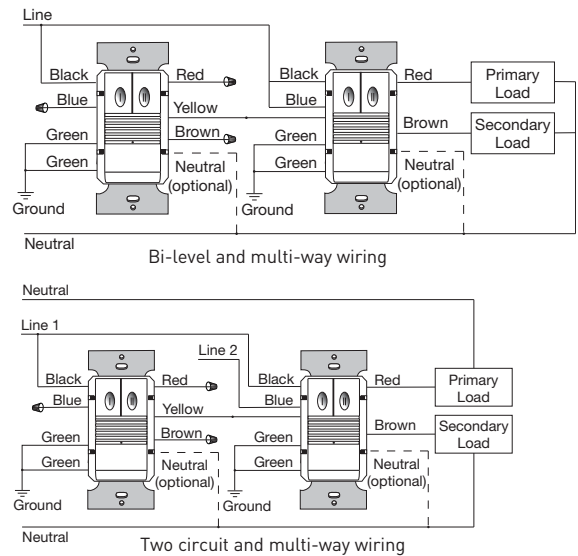 Line
Black
Red
Blue
Yellow
Green
Brown
Green
Neutral
(optional)
Ground
Black
Red
Primary
Load
Blue
Secondary
Load
Brown
Green
Green
Neutral
(optional)
Ground
Neutral
Bi-level and multi-way wiring
Neutral
Line 1
Line 2
Black
Red
Blue
Yellow
Green
Brown
Green
Neutral
(optional)
Ground
Black
Red
Primary
Load
Blue
Secondary
Load
Brown
Green
Green
Neutral
(optional)
Ground
Neutral
Two circuit and multi-way wiring